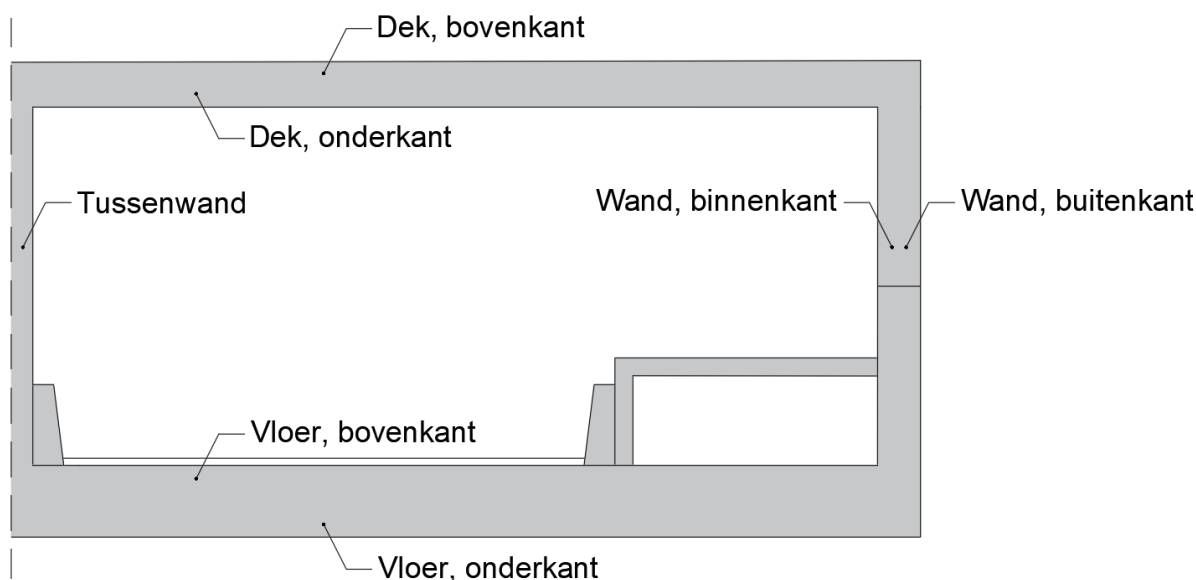 Dek, bovenkant
Dek, onderkant
Tussenwand
Wand, binnenkant
Wand, buitenkant
Vloer, bovenkant
Vloer, onderkant